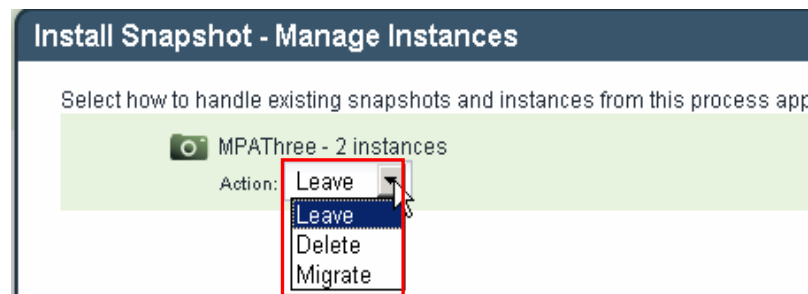 Install Snapshot - Manage Instances
Select how to handle existing snapshots and instances from this process app
MPAThree - 2 instances
Action: Leave
Leave
Delete
Migrate